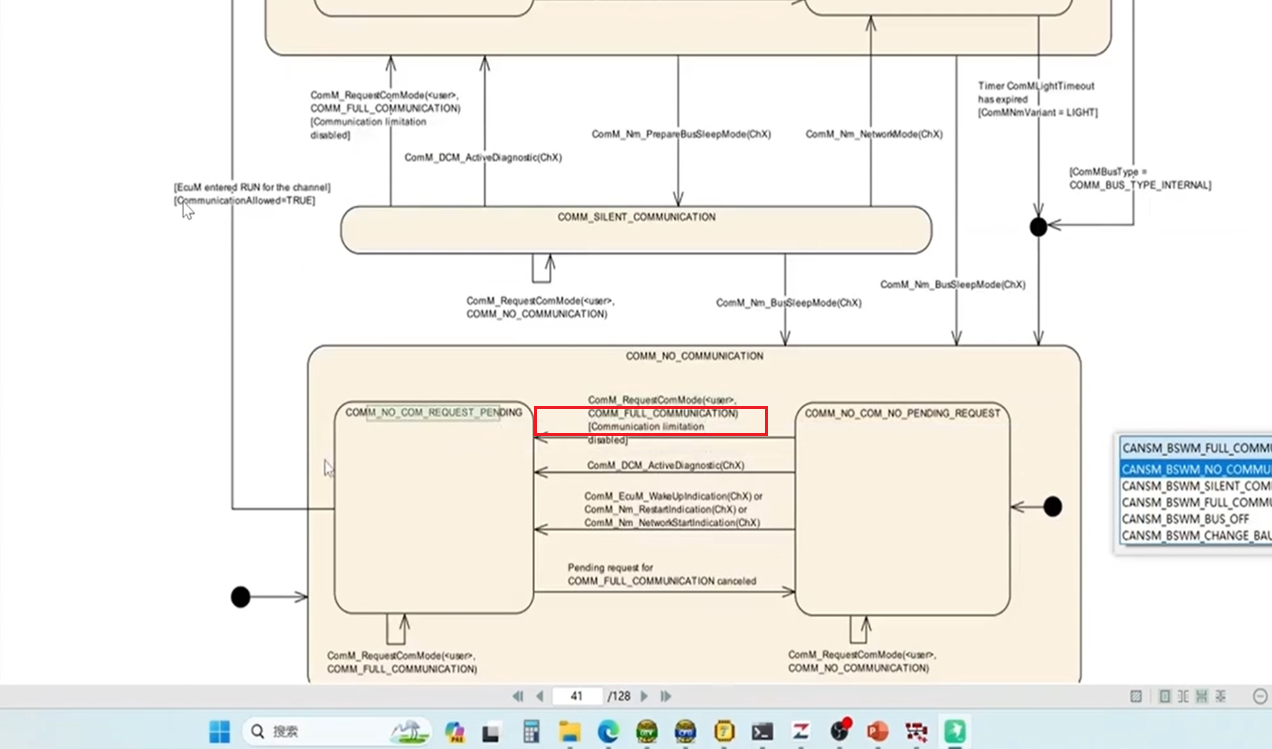 ComM_RequestComMode(<user>,
COMM_FULL_COMMUNICATION)
[Communication limitation
disabled]
ComM_DCM_ActiveDiagnostic(ChX)
ComM_Nm_PrepareBusSleepMode(ChX)
ComM_Nm_NetworkMode(ChX)
Timer ComMLightTimeout
has expired
[ComMNmVariant = LIGHT]
[ComMBusType =
COMM_BUS_TYPE_INTERNAL]
[EcuM entered RUN for the channel]
[CommunicationAllowed=TRUE]
COMM_SILENT_COMMUNICATION
ComM_RequestComMode(<user>,
COMM_NO_COMMUNICATION)
ComM_Nm_BusSleepMode(ChX)
ComM_Nm_BusSleepMode(ChX)
COMM_NO_COMMUNICATION
COMM_NO_COM_REQUEST_PENDING
ComM_RequestComMode(<user>,
COMM_FULL_COMMUNICATION)
[Communication limitation
disabled]
COMM_NO_COM_NO_PENDING_REQUEST
ComM_DCM_ActiveDiagnostic(ChX)
ComM_EcuM_WakeUpIndication(ChX) or
ComM_Nm_RestartIndication(ChX) or
ComM_Nm_NetworkStartIndication(ChX)
Pending request for
COMM_FULL_COMMUNICATION canceled
ComM_RequestComMode(<user>,
COMM_FULL_COMMUNICATION)
ComM_RequestComMode(<user>,
COMM_NO_COMMUNICATION)
CANSM_BSWM_FULL_COMMU
CANSM_BSWM_NO_COMMU
CANSM_BSWM_SILENT_COM
CANSM_BSWM_FULL_COMMU
CANSM_BSWM_BUS_OFF
CANSM_BSWM_CHANGE_BAU
41 /128
搜索